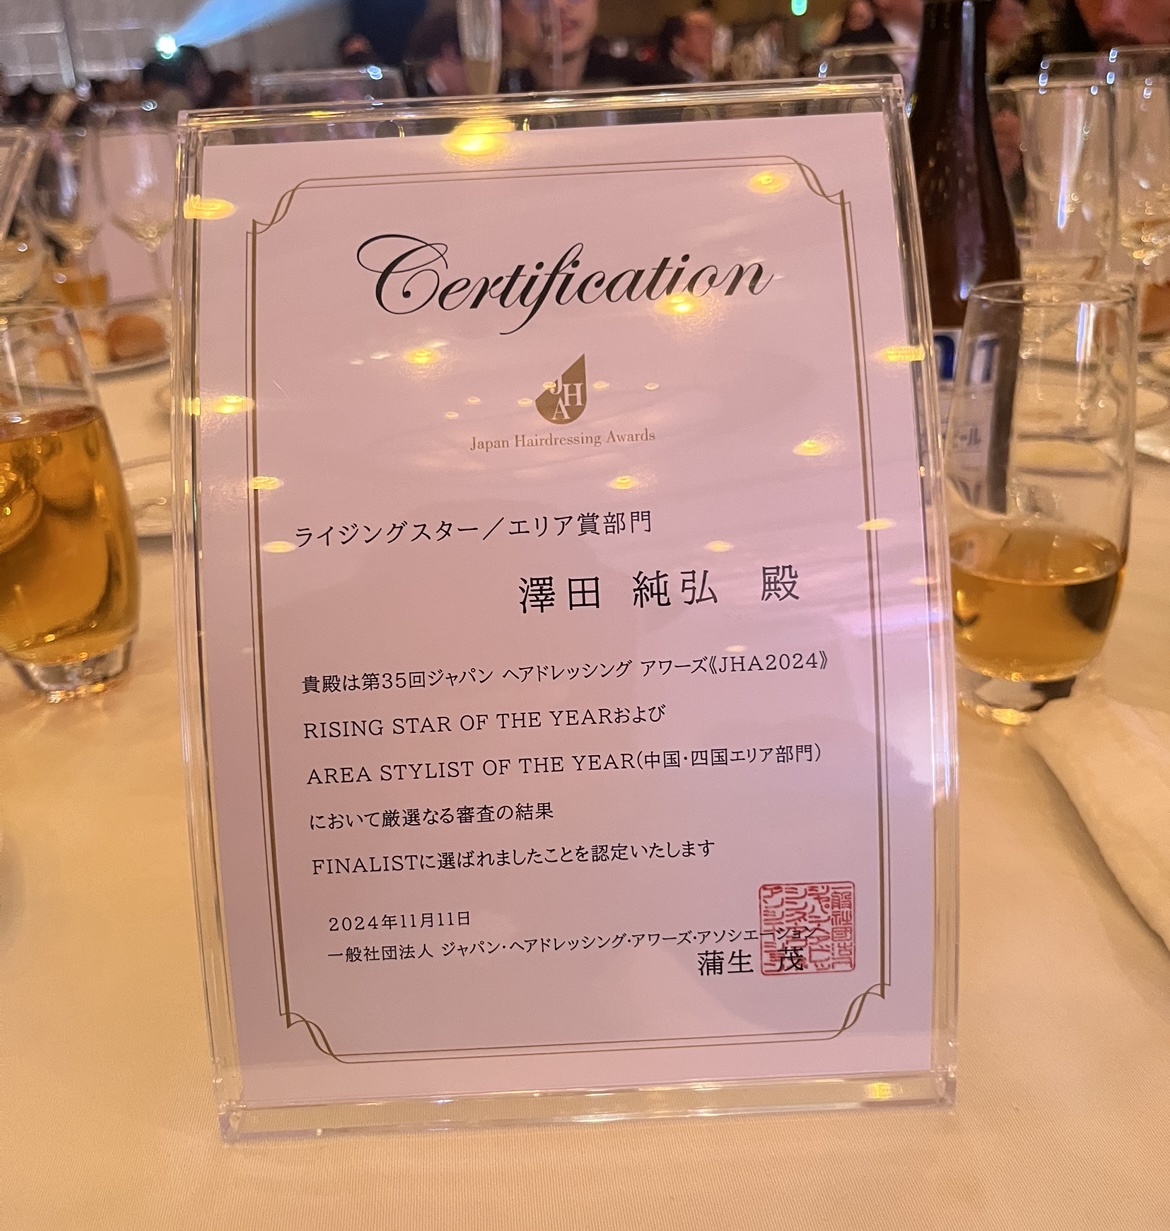 Certification
JHA
Japan Hairdressing Awards
ライジングスター／エリア賞部門
澤田 純弘 殿
貴殿は第35回ジャパン ヘアドレッシング アワーズ《JHA2024》
RISING STAR OF THE YEARおよび
AREA STYLIST OF THE YEAR(中国・四国エリア部門)
において厳選なる審査の結果
FINALISTに選ばれましたことを認定いたします
2024年11月11日
一般社団法人 ジャパン・ヘアドレッシング・アワーズ・アソシエーション
蒲生 茂